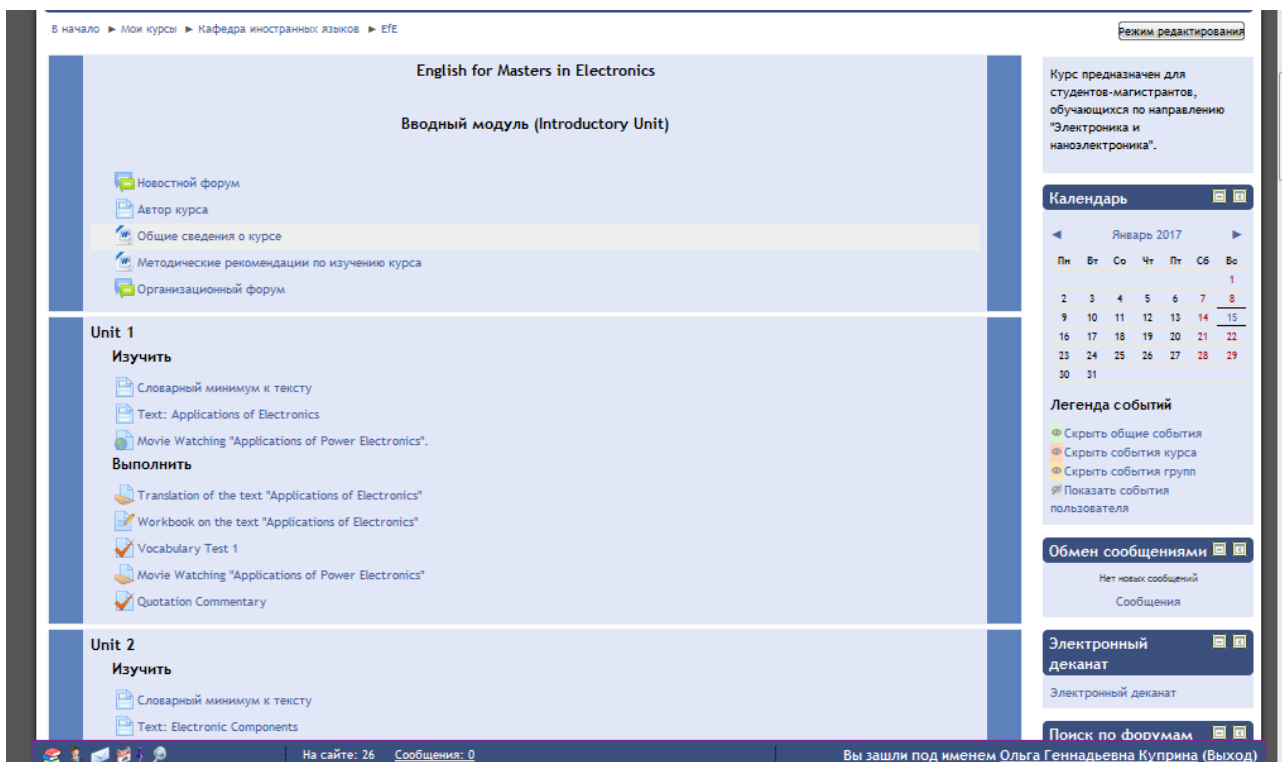 В начало ► Мои курсы ► Кафедра иностранных языков ► EfE
Режим редактирования
English for Masters in Electronics
Вводный модуль (Introductory Unit)
Новостной форум
Автор курса
Общие сведения о курсе
Методические рекомендации по изучению курса
Организационный форум
Unit 1
Изучить
Словарный минимум к тексту
Text: Applications of Electronics
Movie Watching "Applications of Power Electronics".
Выполнить
Translation of the text "Applications of Electronics"
Workbook on the text "Applications of Electronics"
Vocabulary Test 1
Movie Watching "Applications of Power Electronics"
Quotation Commentary
Unit 2
Изучить
Словарный минимум к тексту
Text: Electronic Components
Курс предназначен для
студентов-магистрантов,
обучающихся по направлению
"Электроника и
наноэлектроника".
Календарь
◄ Январь 2017 ►
Пн Вт Ср Чт Пт Сб Вс
1
2 3 4 5 6 7 8
9 10 11 12 13 14 15
16 17 18 19 20 21 22
23 24 25 26 27 28 29
30 31
Легенда событий
Скрыть общие события
Скрыть события курса
Скрыть события групп
Показать события
пользователя
Обмен сообщениями
Нет новых сообщений
Сообщения
Электронный
деканат
Электронный деканат
Поиск по форумам
На сайте: 26 Сообщения: 0
Вы зашли под именем Ольга Геннадьевна Куприна (Выход)